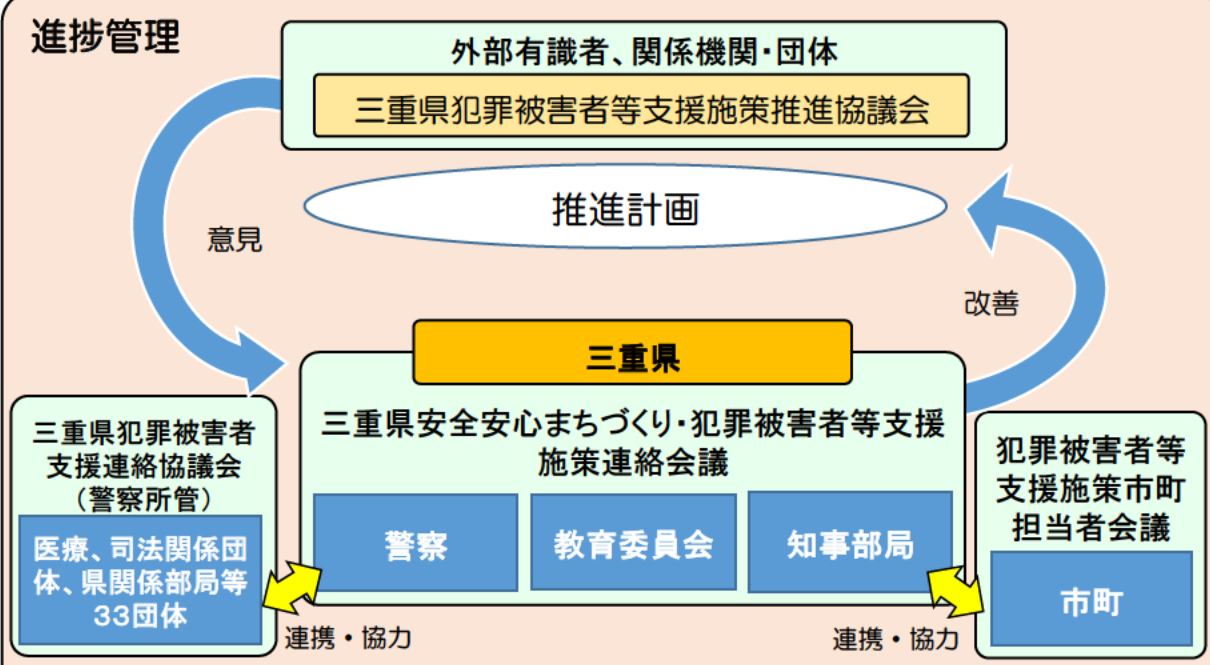 進捗管理
外部有識者、関係機関・団体
三重県犯罪被害者等支援施策推進協議会
推進計画
意見
改善
三重県
三重県安全安心まちづくり・犯罪被害者等支援
施策連絡会議
警察
教育委員会
知事部局
三重県犯罪被害者
支援連絡協議会
（警察所管）
医療、司法関係団
体、県関係部局等
33団体
連携・協力
犯罪被害者等
支援施策市町
担当者会議
市町
連携・協力